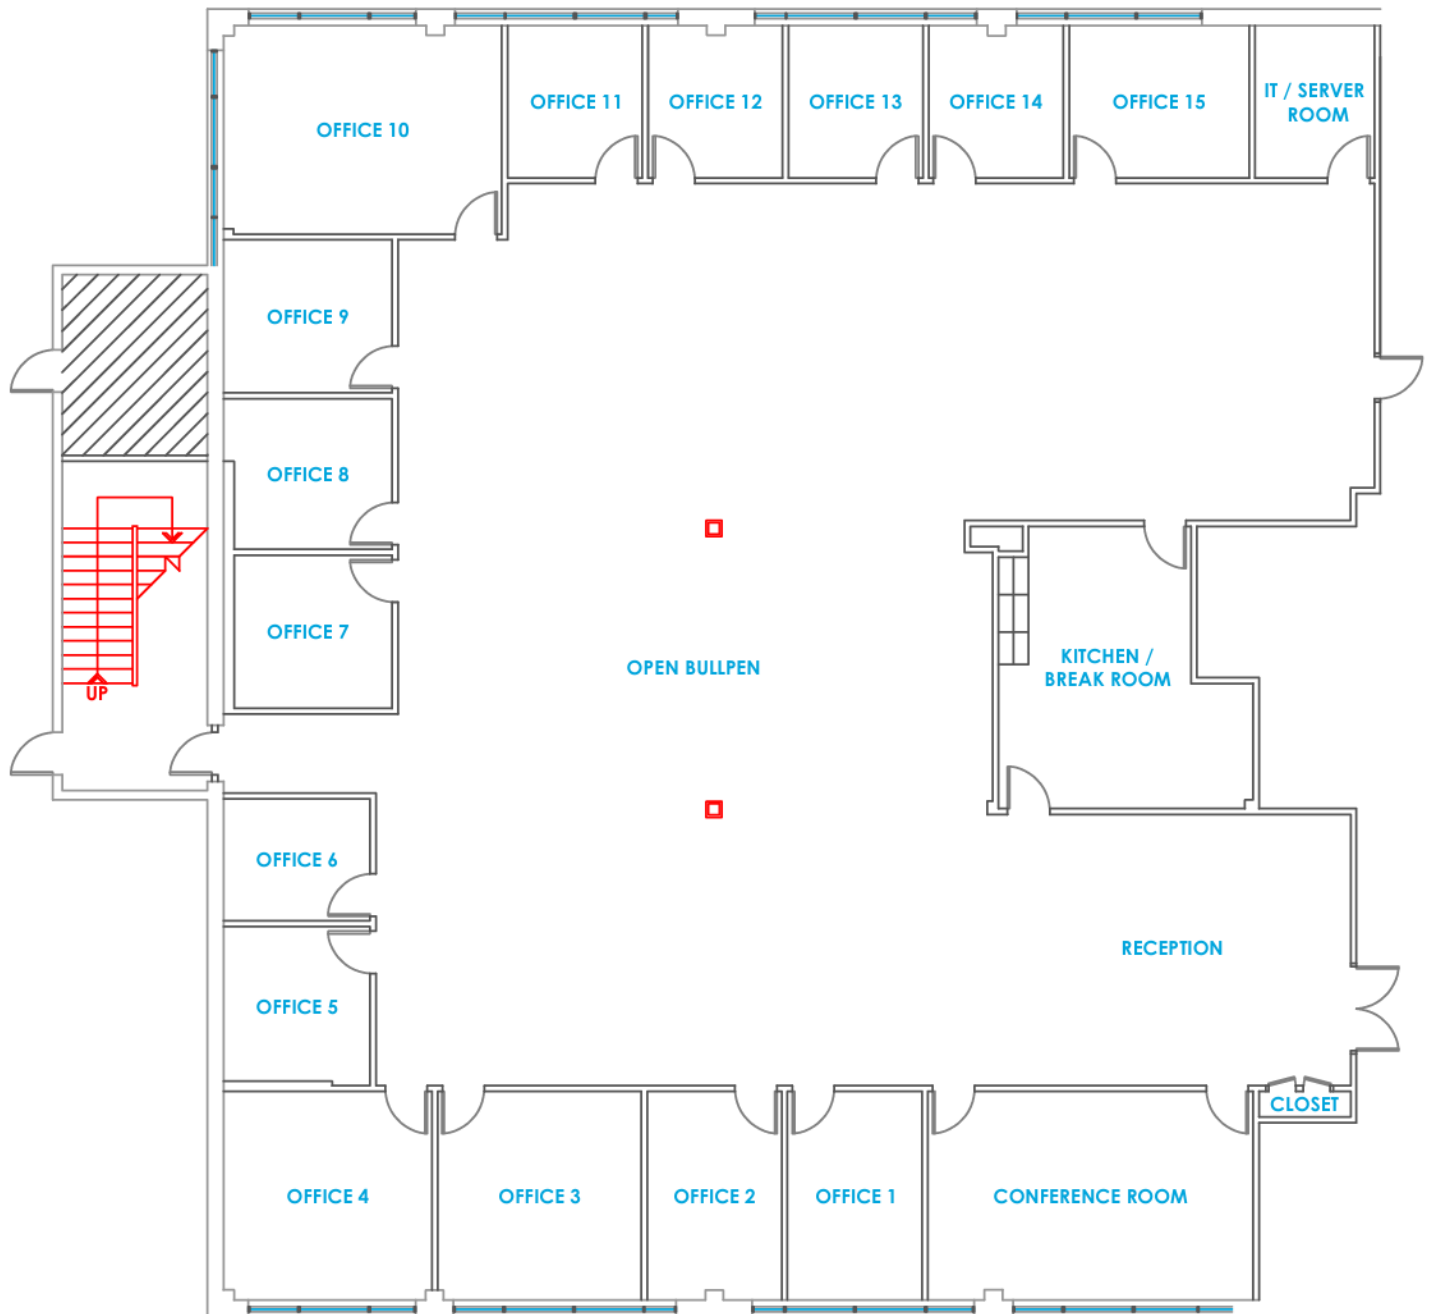 OFFICE 10
OFFICE 11
OFFICE 12
OFFICE 13
OFFICE 14
OFFICE 15
IT / SERVER
ROOM
OFFICE 9
OFFICE 8
OFFICE 7
UP
OPEN BULLPEN
KITCHEN /
BREAK ROOM
OFFICE 6
OFFICE 5
RECEPTION
CLOSET
OFFICE 4
OFFICE 3
OFFICE 2
OFFICE 1
CONFERENCE ROOM